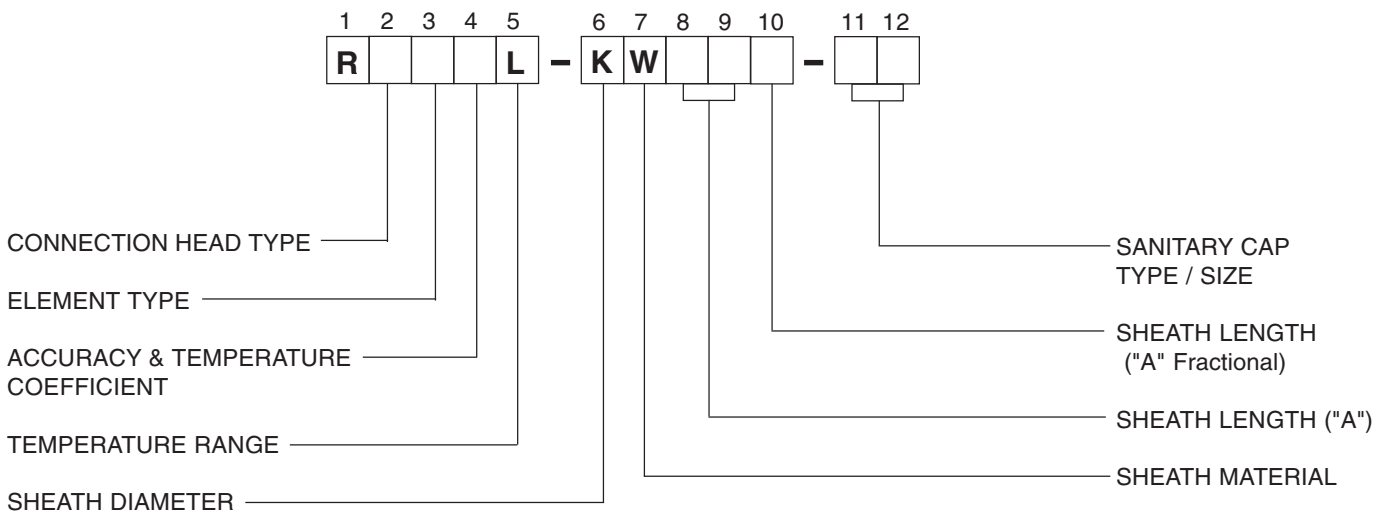 1 2 3 4 5 6 7 8 9 10 11 12
R L - K W -
CONNECTION HEAD TYPE
ELEMENT TYPE
ACCURACY & TEMPERATURE
COEFFICIENT
TEMPERATURE RANGE
SHEATH DIAMETER
SANITARY CAP
TYPE / SIZE
SHEATH LENGTH
("A" Fractional)
SHEATH LENGTH ("A")
SHEATH MATERIAL